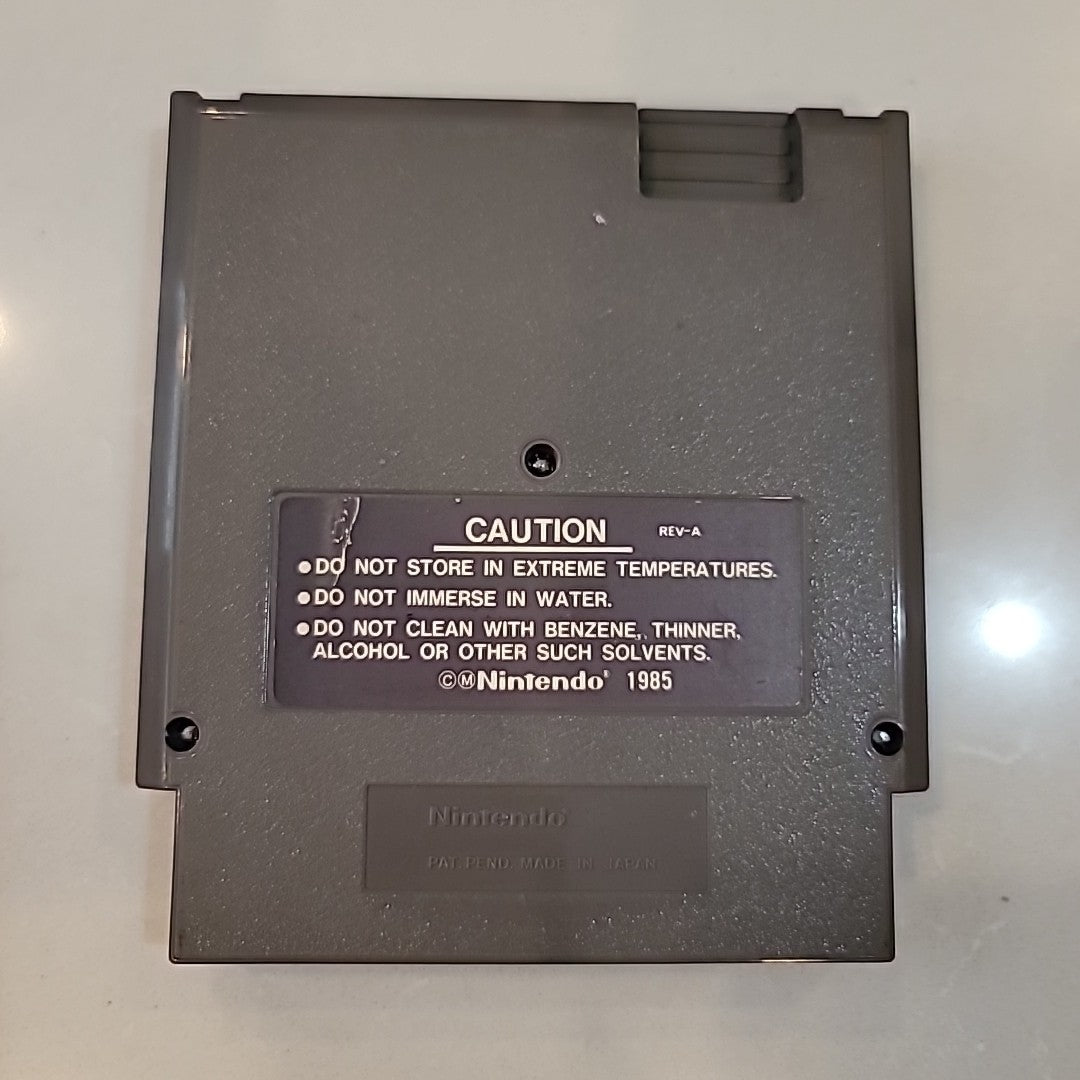 CAUTION REV-A
●DO NOT STORE IN EXTREME TEMPERATURES.
●DO NOT IMMERSE IN WATER.
●DO NOT CLEAN WITH BENZENE, THINNER,
ALCOHOL OR OTHER SUCH SOLVENTS.
ⒸⓂNintendo® 1985
Nintendo®
PAT. PEND. MADE IN JAPAN